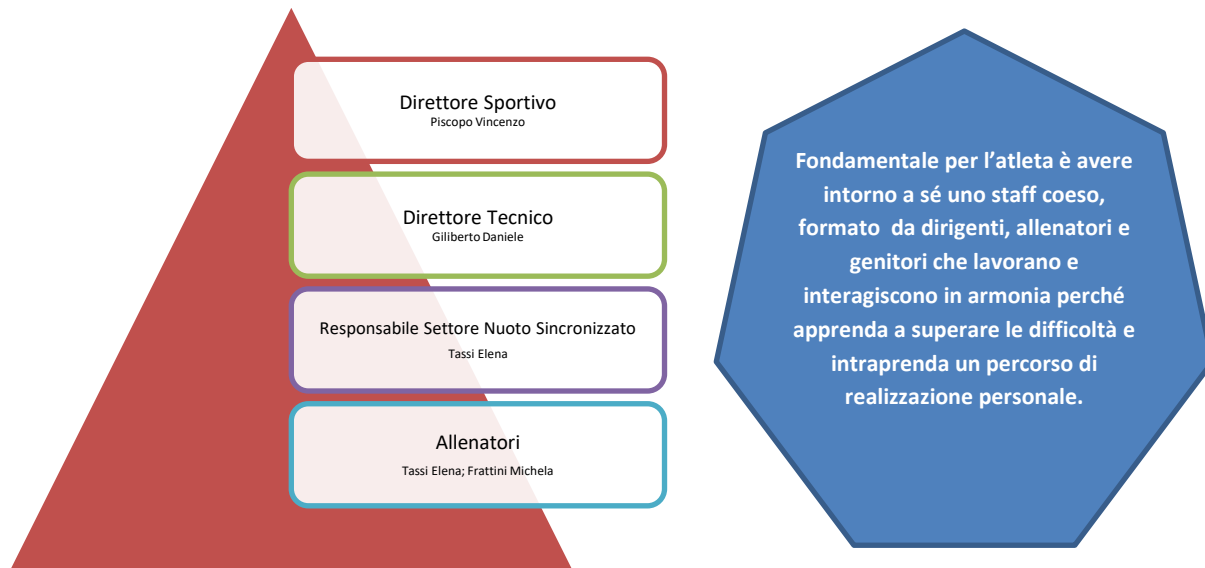 Direttore Sportivo
Piscopo Vincenzo
Direttore Tecnico
Giliberto Daniele
Responsabile Settore Nuoto Sincronizzato
Tassi Elena
Allenatori
Tassi Elena; Frattini Michela
Fondamentale per l’atleta è avere
intorno a sé uno staff coeso,
formato  da dirigenti, allenatori e
genitori che lavorano e
interagiscono in armonia perché
apprenda a superare le difficoltà e
intraprenda un percorso di
realizzazione personale.